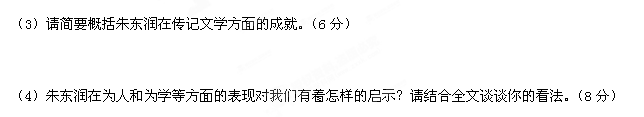 （3）请简要概括朱东润在传记文学方面的成就。（6 分）
（4）朱东润在为人和为学等方面的表现对我们有着怎样的启示？请结合全文谈谈你的看法。（8 分）